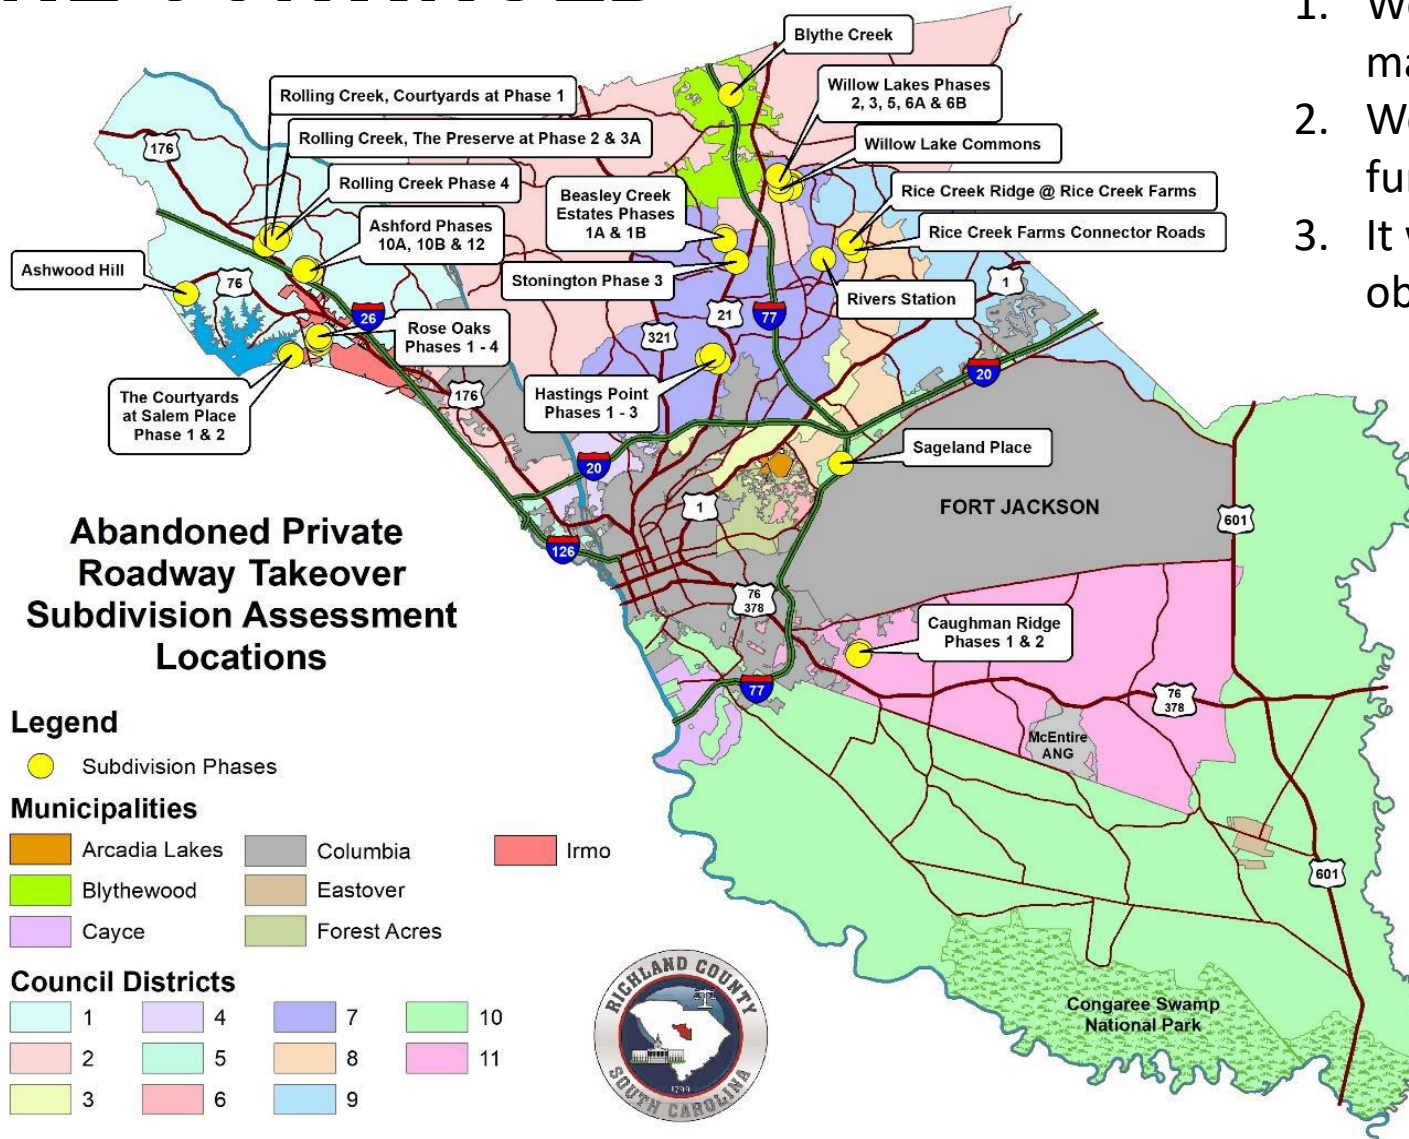 1.
2.
3. It
Blythe Creek
Rolling Creek, Courtyards at Phase 1
Willow Lakes Phases
2, 3, 5, 6A & 6B
Rolling Creek, The Preserve at Phase 2 & 3A
Willow Lake Commons
176
Rolling Creek Phase 4
Beasley Creek
Estates Phases
1A & 1B
Rice Creek Ridge @ Rice Creek Farms
Ashford Phases
10A, 10B & 12
Rice Creek Farms Connector Roads
Ashwood Hill
76
Stonington Phase 3
Rivers Station
1
26
21
77
321
Rose Oaks
Phases 1 - 4
20
The Courtyards
at Salem Place
Phase 1 & 2
176
Hastings Point
Phases 1 - 3
Sageland Place
20
1
FORT JACKSON
601
126
76
378
Caughman Ridge
Phases 1 & 2
77
76
378
McEntire
ANG
601
Congaree Swamp
National Park
Abandoned Private
Roadway Takeover
Subdivision Assessment
Locations
Legend
Subdivision Phases
Municipalities
Arcadia Lakes
Columbia
Irmo
Blythewood
Eastover
Cayce
Forest Acres
Council Districts
1
4
7
10
2
5
8
11
3
6
9
RICHLAND COUNTY
1799
SOUTH CAROLINA